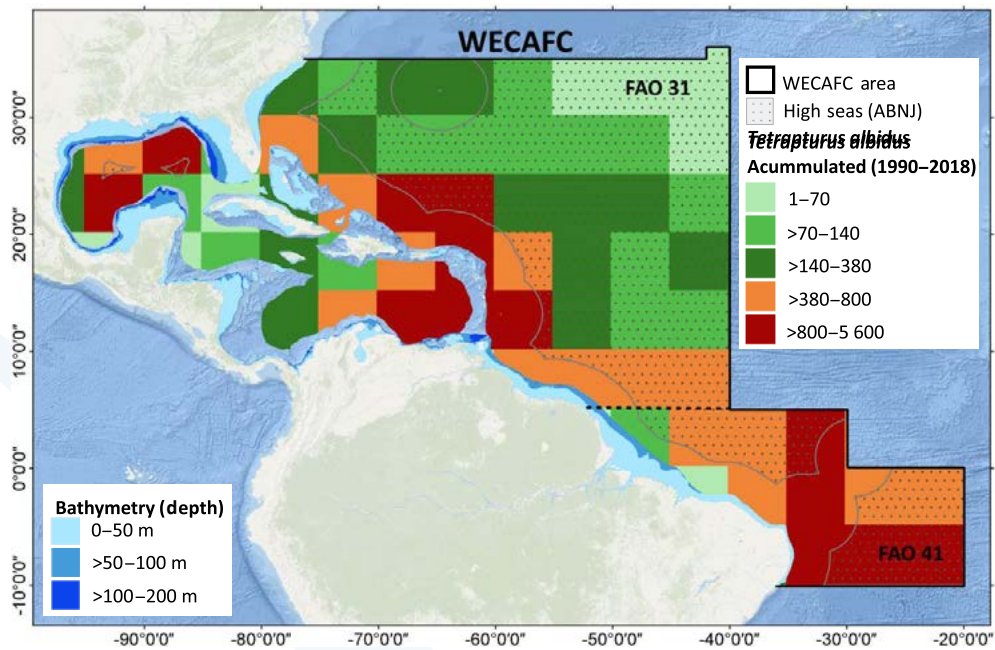 WECAFC
FAO 31
WECAFC area
High seas (ABNJ)
Tetrapturus albidus
Tetrapturus albidus
Acummulated (1990–2018)
1–70
>70–140
>140–380
>380–800
>800–5 600
30°0'0"
20°0'0"
10°0'0"
0°0'0"
-10°0'0"
Bathymetry (depth)
0–50 m
>50–100 m
>100–200 m
FAO 41
-90°0'0" -80°0'0" -70°0'0" -60°0'0" -50°0'0" -40°0'0" -30°0'0" -20°0'0"